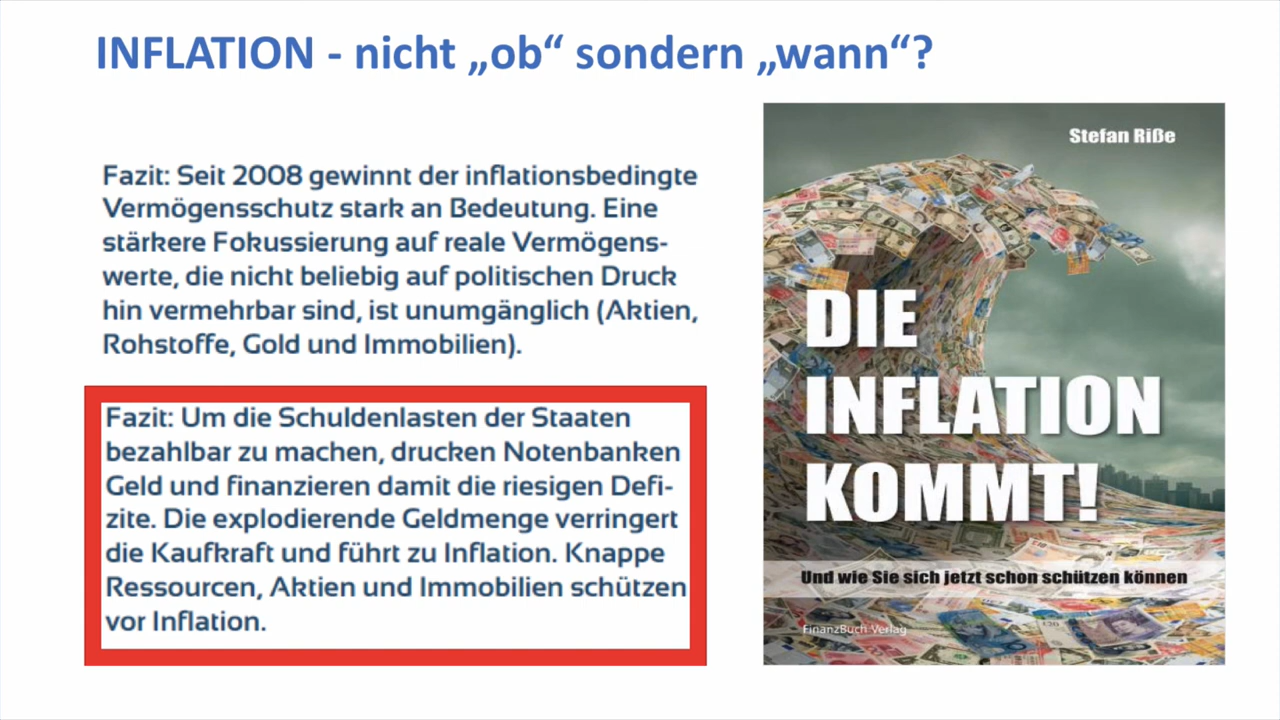 INFLATION - nicht „ob“ sondern „wann“?
Fazit: Seit 2008 gewinnt der inflationsbedingte
Vermögensschutz stark an Bedeutung. Eine
stärkere Fokussierung auf reale Vermögens-
werte, die nicht beliebig auf politischen Druck
hin vermehrbar sind, ist unumgänglich (Aktien,
Rohstoffe, Gold und Immobilien).
Fazit: Um die Schuldenlasten der Staaten
bezahlbar zu machen, drucken Notenbanken
Geld und finanzieren damit die riesigen Defi-
zite. Die explodierende Geldmenge verringert
die Kaufkraft und führt zu Inflation. Knappe
Ressourcen, Aktien und Immobilien schützen
vor Inflation.
Stefan Riße
DIE
INFLATION
KOMMT!
Und wie Sie sich jetzt schon schützen können
FinanzBuch Verlag